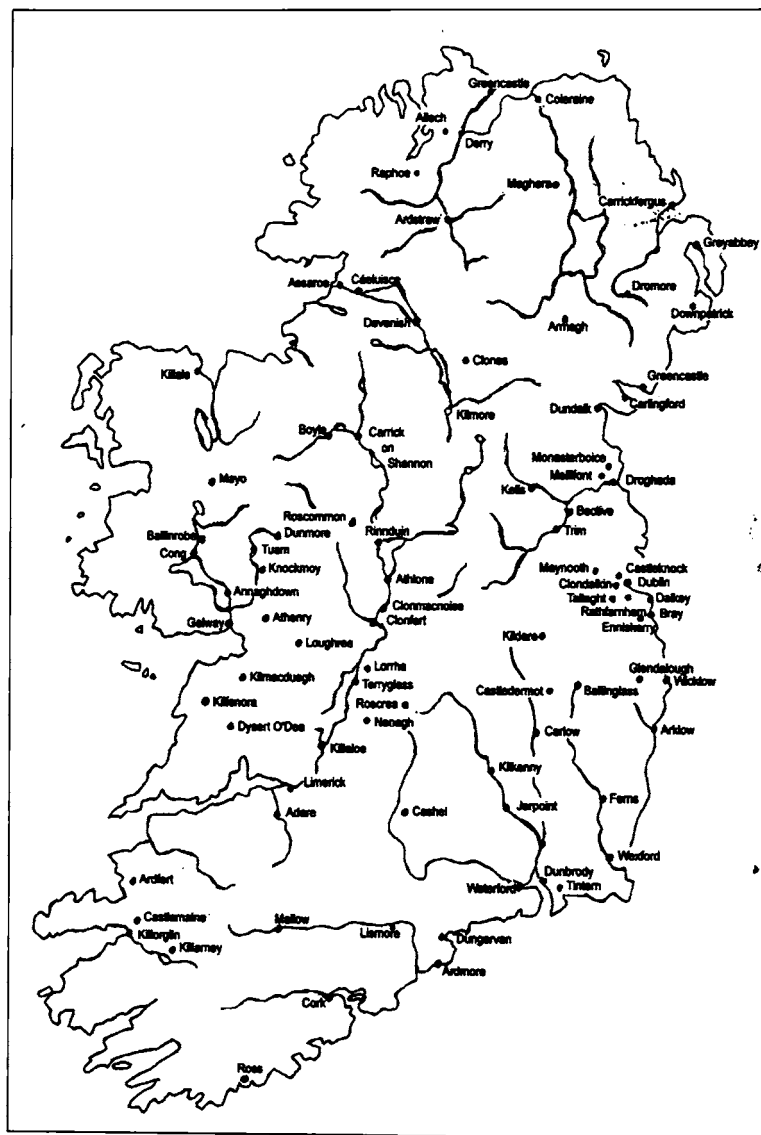 Greencastle
Coleraine
Ailech
Derry
Raphoe
Maghera
Carrickfergus
Ardstraw
Greyabbey
Assaroe
Cáeluisce
Dromore
Devenish
Downpatrick
Armagh
Clones
Killala
Greencastle
Carlingford
Kilmore
Dundalk
Boyle
Carrick
on
Shannon
Monasterboice
Mellifont
Mayo
Kells
Drogheda
Roscommon
Bective
Ballinrobe
Dunmore
Rinnduin
Trim
Cong
Tuam
Knockmoy
Maynooth
Castleknock
Athlone
Clondalkin
Dublin
Annaghdown
Tallaght
Dalkey
Clonmacnoise
Rathfarnham
Bray
Galway
Athenry
Clonfert
Enniskerry
Loughrea
Kildare
Lorrha
Glendalough
Kilmacduagh
Terryglass
Wicklow
Castledermot
Baltinglass
Kilfenora
Roscrea
Nenagh
Dysert O'Dea
Carlow
Arklow
Killaloe
Kilkenny
Limerick
Ferns
Adare
Cashel
Jerpoint
Wexford
Ardfert
Dunbrody
Waterford
Tintern
Castlemaine
Mallow
Lismore
Killorglin
Dungarvan
Killarney
Ardmore
Cork
Ross